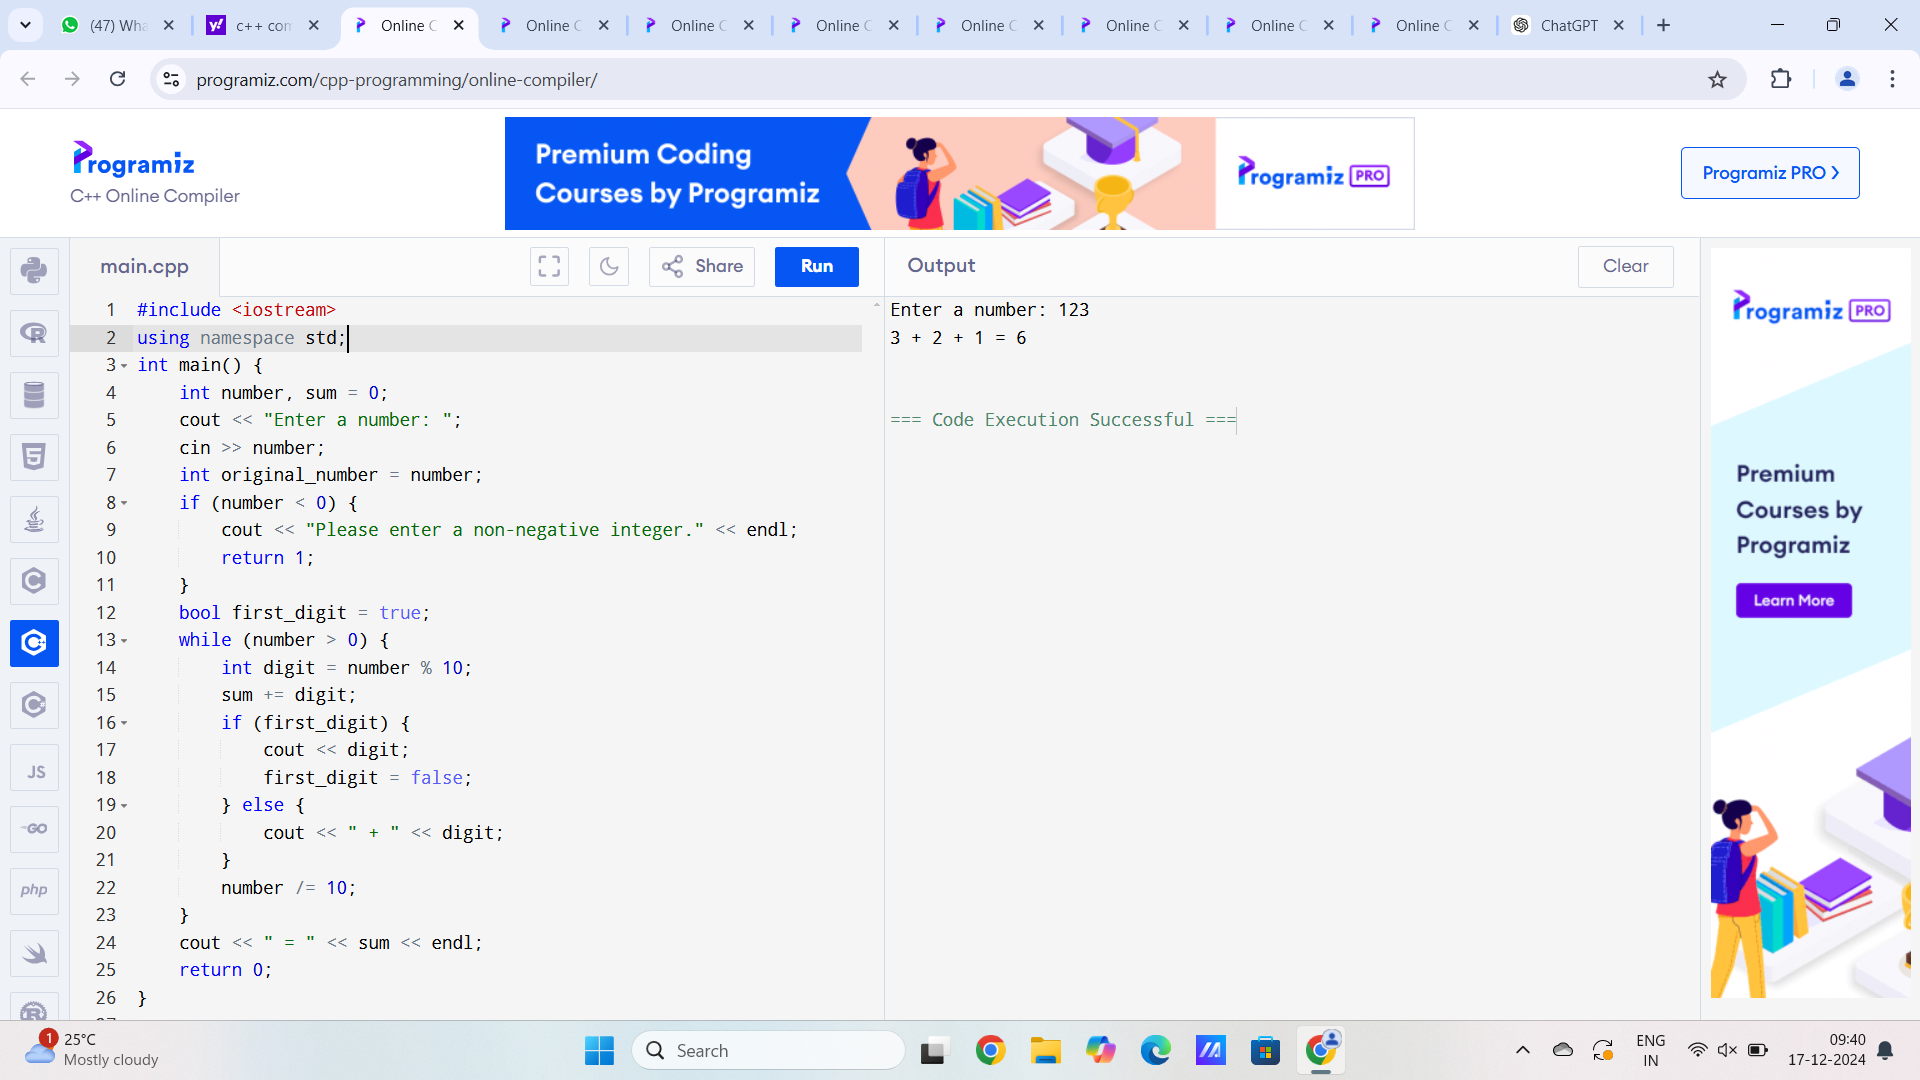 (47) Wha
c++ com
Online C
Online C
Online C
Online C
Online C
Online C
Online C
Online C
ChatGPT
programiz.com/cpp-programming/online-compiler/
Programiz
C++ Online Compiler
Premium Coding
Courses by Programiz
Programiz PRO
Programiz PRO ❯
main.cpp
Share
Run
Output
Clear
1 #include <iostream>
2 using namespace std;
3 int main() {
4 int number, sum = 0;
5 cout << "Enter a number: ";
6 cin >> number;
7 int original_number = number;
8 if (number < 0) {
9 cout << "Please enter a non-negative integer." << endl;
10 return 1;
11 }
12 bool first_digit = true;
13 while (number > 0) {
14 int digit = number % 10;
15 sum += digit;
16 if (first_digit) {
17 cout << digit;
18 first_digit = false;
19 } else {
20 cout << " + " << digit;
21 }
22 number /= 10;
23 }
24 cout << " = " << sum << endl;
25 return 0;
26 }
Enter a number: 123
3 + 2 + 1 = 6
=== Code Execution Successful ===
JS
GO
php
Programiz PRO
Premium
Courses by
Programiz
Learn More
1
25°C
Mostly cloudy
Search
ENG
IN
09:40
17-12-2024